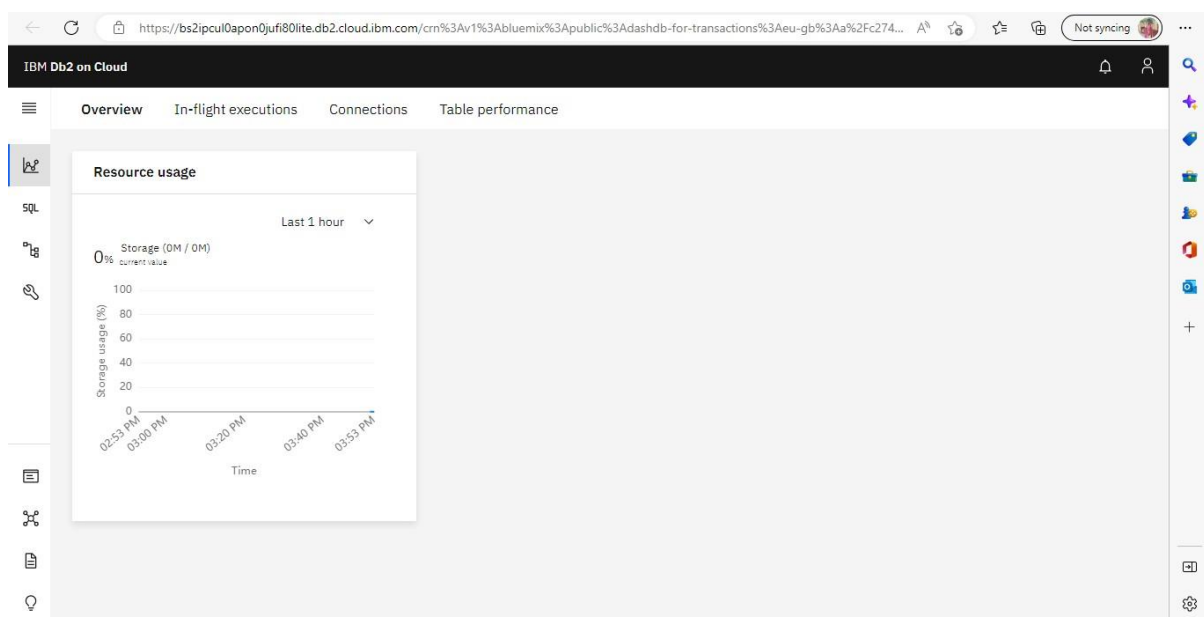 https://bs2ipcul0apon0jufi80lite.db2.cloud.ibm.com/crn%3Av1%3Abluemix%3Apublic%3Adashdb-for-transactions%3Aeu-gb%3Aa%2Fc274... A Not syncing
IBM Db2 on Cloud
Overview In-flight executions Connections Table performance
Resource usage
SQL
Last 1 hour
0% Storage (0M / 0M)
current value
Storage usage (%)
100
80
60
40
20
0
02:53 PM 03:00 PM 03:20 PM 03:40 PM 03:53 PM
Time